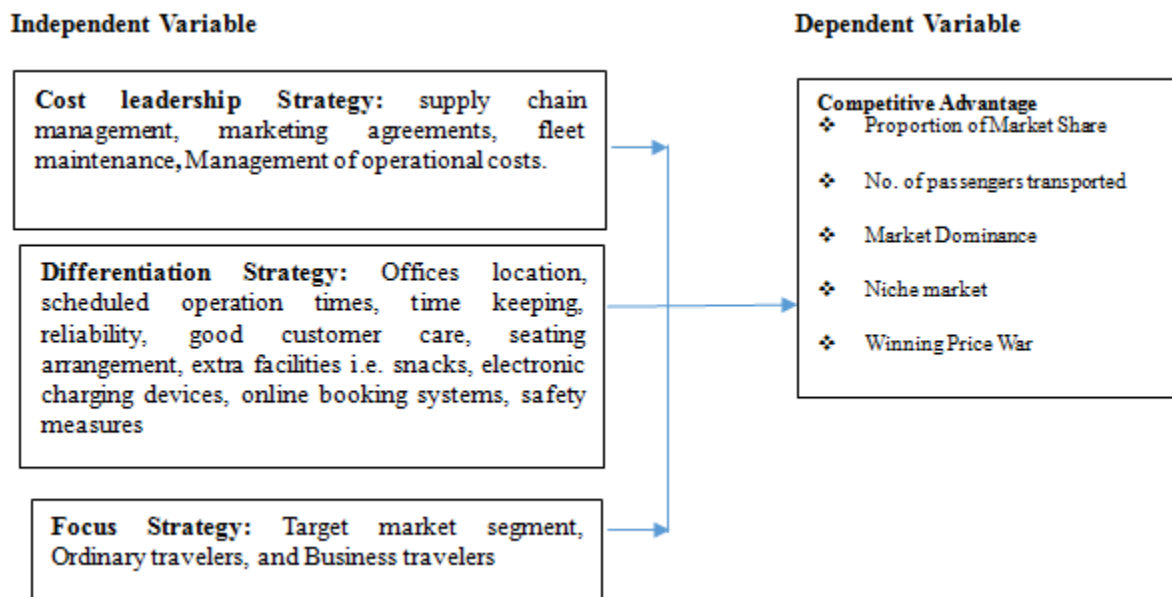 Independent Variable
Dependent Variable
Cost leadership Strategy: supply chain
management, marketing agreements, fleet
maintenance, Management of operational costs.
Differentiation Strategy: Offices location,
scheduled operation times, time keeping,
reliability, good customer care, seating
arrangement, extra facilities i.e. snacks, electronic
charging devices, online booking systems, safety
measures
Focus Strategy: Target market segment,
Ordinary travelers, and Business travelers
Competitive Advantage
❖ Proportion of Market Share
❖ No. of passengers transported
❖ Market Dominance
❖ Niche market
❖ Winning Price War